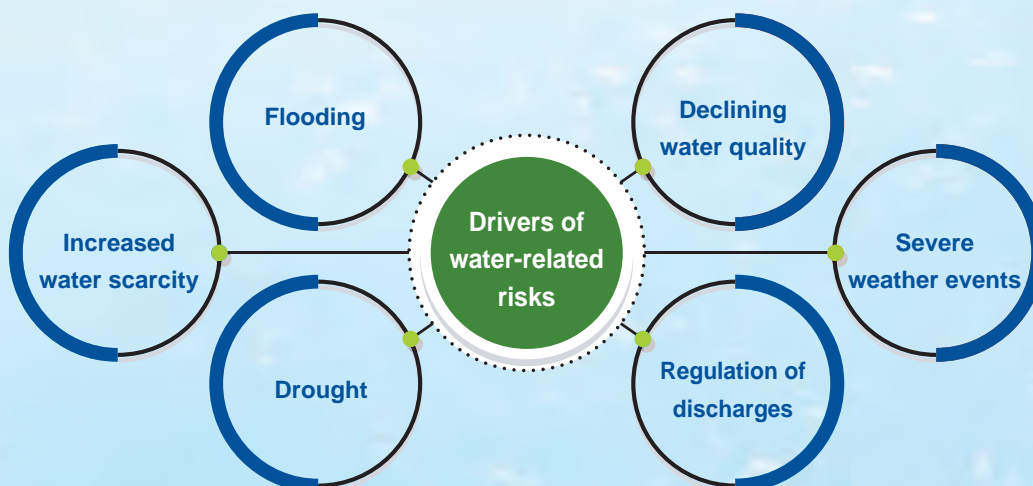 Flooding
Declining
water quality
Increased
water scarcity
Drivers of
water-related
risks
Severe
weather events
Drought
Regulation of
discharges